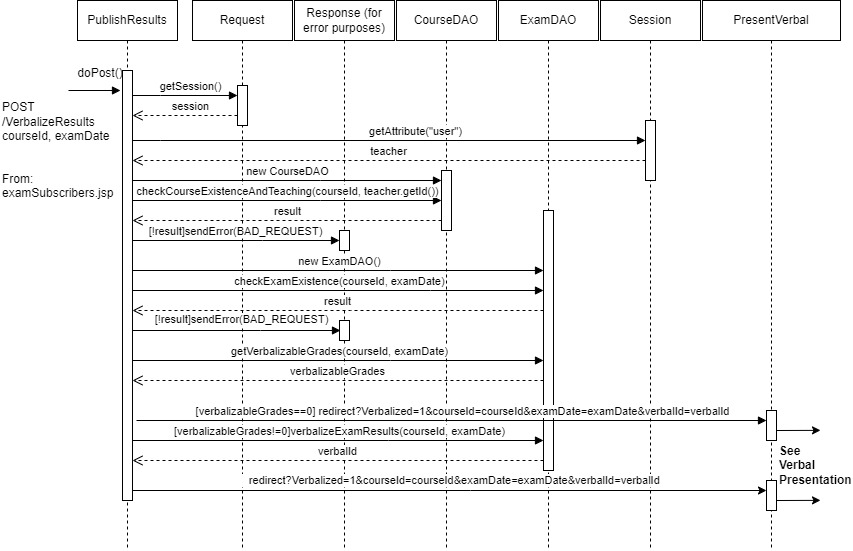 PublishResults
Request
Response (for
error purposes)
CourseDAO
ExamDAO
Session
PresentVerbal
doPost()
getSession()
POST
/VerbalizeResults
courseId, examDate
session
getAttribute("user")
teacher
From:
examSubscribers.jsp
new CourseDAO
checkCourseExistenceAndTeaching(courseId, teacher.getId())
result
[!result]sendError(BAD_REQUEST)
new ExamDAO()
checkExamExistence(courseId, examDate)
result
[!result]sendError(BAD_REQUEST)
getVerbalizableGrades(courseId, examDate)
verbalizableGrades
[verbalizableGrades==0] redirect?Verbalized=1&courseId=courseId&examDate=examDate&verbalId=verbalId
[verbalizableGrades!=0]verbalizeExamResults(courseId, examDate)
verbalId
See
Verbal
Presentation
redirect?Verbalized=1&courseId=courseId&examDate=examDate&verbalId=verbalId